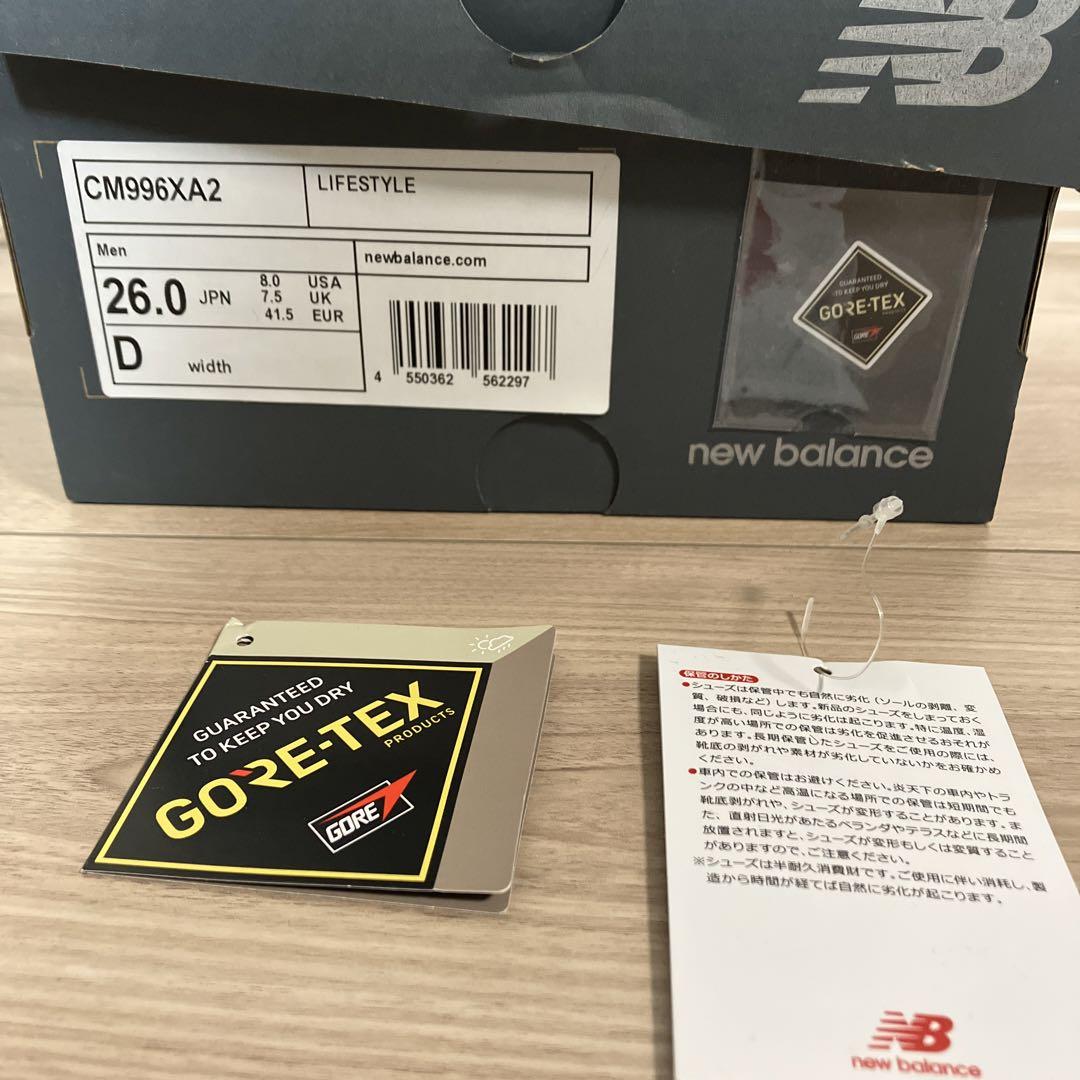 NB
CM996XA2
LIFESTYLE
Men
newbalance.com
26.0 JPN
8.0 USA
7.5 UK
41.5 EUR
D width
4 550362 562297
GUARANTEED
TO KEEP YOU DRY
GORE-TEX
PRODUCTS
GORE
new balance
GUARANTEED
TO KEEP YOU DRY
GORE-TEX
PRODUCTS
GORE
保管のしかた
●シューズは保管中でも自然に劣化（ソールの剥離、変
質、破損など）します。新品のシューズをしまっておく
場合にも、同じように劣化は起こります。特に温度、湿
度が高い場所での保管は劣化を促進させるおそれが
あります。長期保管したシューズをご使用の際には、
靴底の剥がれや素材が劣化していないかをお確かめ
ください。
●車内での保管はお避けください。炎天下の車内やトラ
ンクの中など高温になる場所での保管は短期間でも
靴底剥がれや、シューズが変形することがあります。ま
た、直射日光があたるベランダやテラスなどに長期間
放置されますと、シューズが変形もしくは変質すること
がありますので、ご注意ください。
※シューズは半耐久消費財です。ご使用に伴い消耗し、製
造から時間が経てば自然に劣化が起こります。
NB
new balance